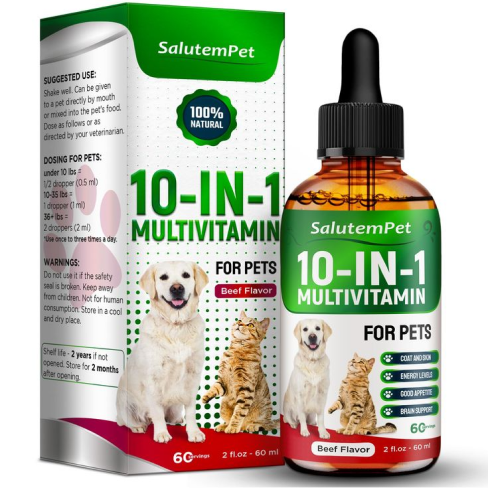 SalutemPet
SUGGESTED USE:
Shake well. Can be given
to a pet directly by mouth
or mixed into the pet's food.
Dose as follows or as
directed by your veterinarian.
DOSING FOR PETS:
under 10 lbs =
1/2 dropper (0.5 ml)
10-35 lbs =
1 dropper (1 ml)
36+ lbs =
2 droppers (2 ml)
*Use once to three times a day.
WARNINGS:
Do not use it if the safety
seal is broken. Keep away
from children. Not for human
consumption. Store in a cool
and dry place.
Shelf life - 2 years if not
opened. Store for 2 months
after opening.
100%
NATURAL
10-IN-1
MULTIVITAMIN
FOR PETS
Beef Flavor
60 servings
2 fl.oz - 60 ml
SalutemPet
10-IN-1
MULTIVITAMIN
FOR PETS
COAT AND SKIN
ENERGY LEVELS
GOOD APPETITE
BRAIN SUPPORT
60 servings
Beef Flavor
2 fl.oz - 60 ml